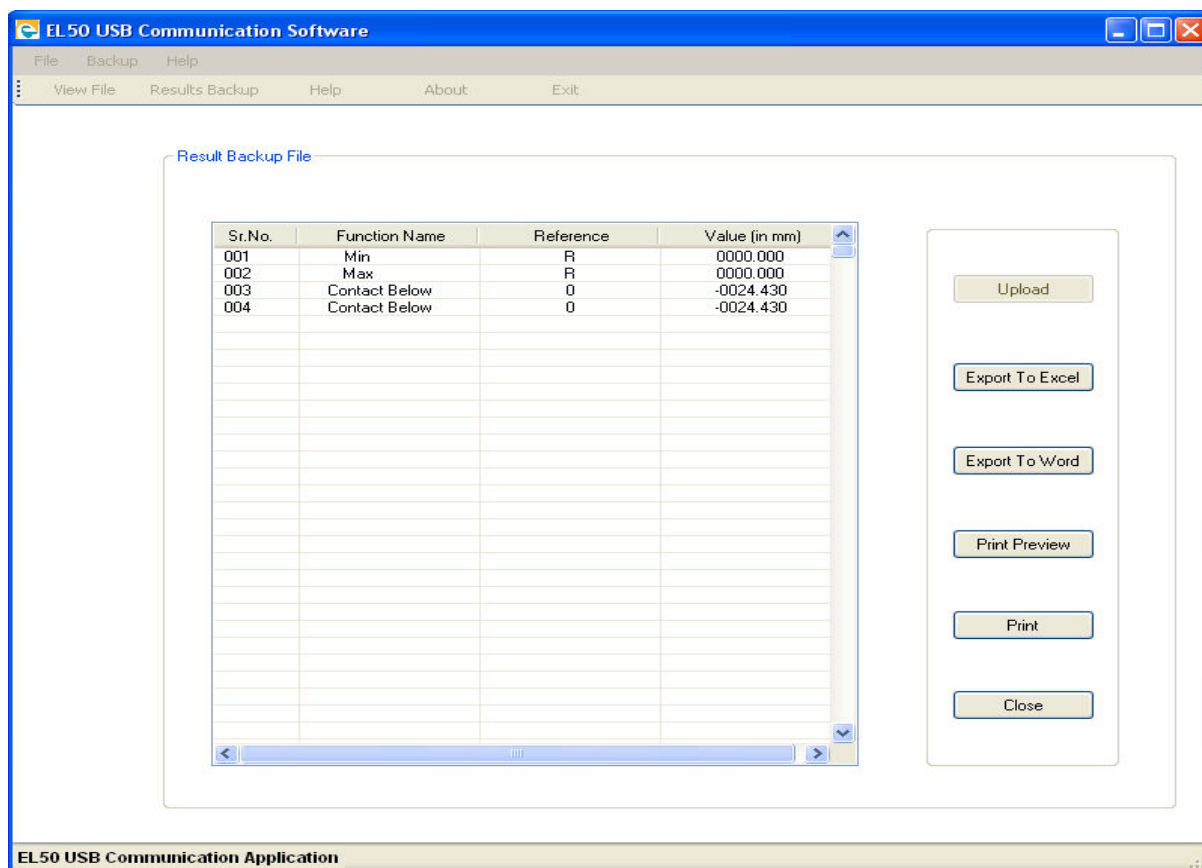 EL50 USB Communication Software
File Backup Help
View File Results Backup Help About Exit
Result Backup File
Sr.No. Function Name Reference Value (in mm)
001 Min R 0000.000
002 Max R 0000.000
003 Contact Below 0 -0024.430
004 Contact Below 0 -0024.430
Upload
Export To Excel
Export To Word
Print Preview
Print
Close
EL50 USB Communication Application